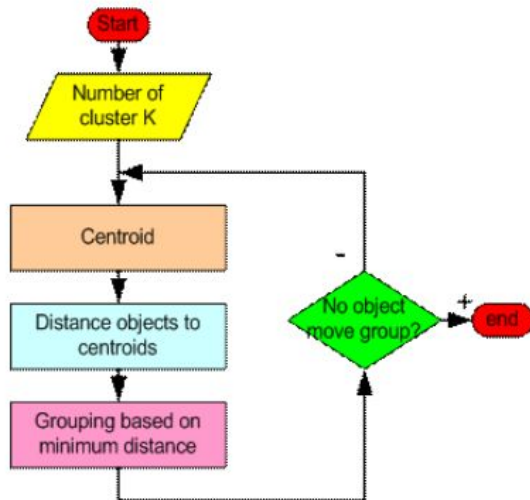 Start
Number of
cluster K
Centroid
Distance objects to
centroids
Grouping based on
minimum distance
-
No object
move group?
+
end